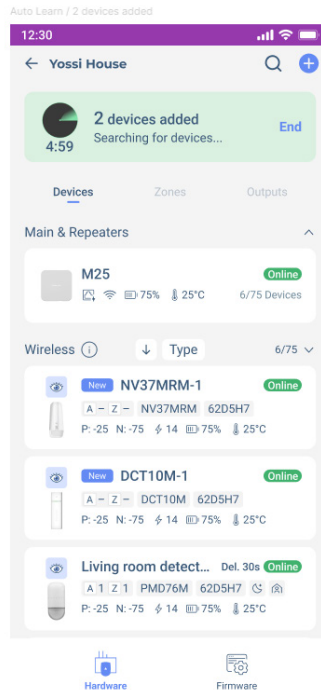 Auto Learn / 2 devices added
12:30
Yossi House
2 devices added
Searching for devices...
End
4:59
Devices Zones Outputs
Main & Repeaters
M25 Online
75% 25°C 6/75 Devices
Wireless Type 6/75
New NV37MRM-1 Online
A – Z – NV37MRM 62D5H7
P:-25 N:-75 14 75% 25°C
New DCT10M-1 Online
A – Z – DCT10M 62D5H7
P:-25 N:-75 14 75% 25°C
Living room detect... Del. 30s Online
A 1 Z 1 PMD76M 62D5H7
P:-25 N:-75 14 75% 25°C
Hardware Firmware